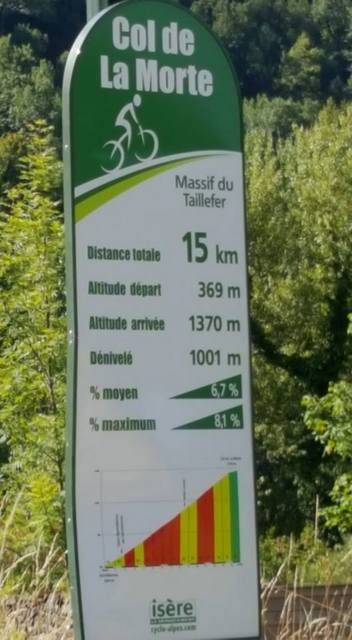 Col de
La Morte
Massif du
Taillefer
Distance totale 15 km
Altitude départ 369 m
Altitude arrivée 1370 m
Dénivelé 1001 m
% moyen 6,7 %
% maximum 8,1 %
isère
cyclo-alpes.com